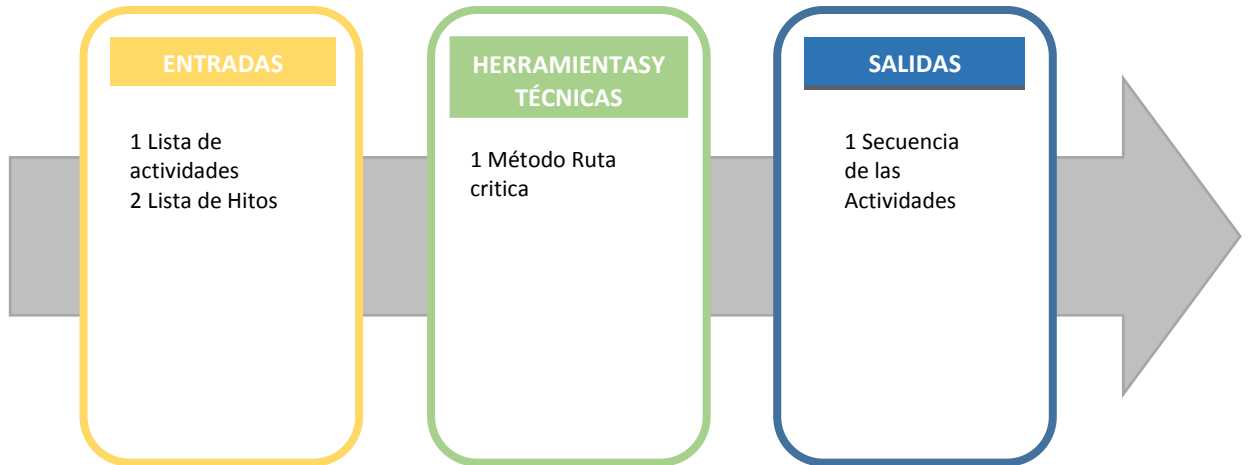 ENTRADAS
1 Lista de
actividades
2 Lista de Hitos
HERRAMIENTASY
TÉCNICAS
1 Método Ruta
critica
SALIDAS
1 Secuencia
de las
Actividades